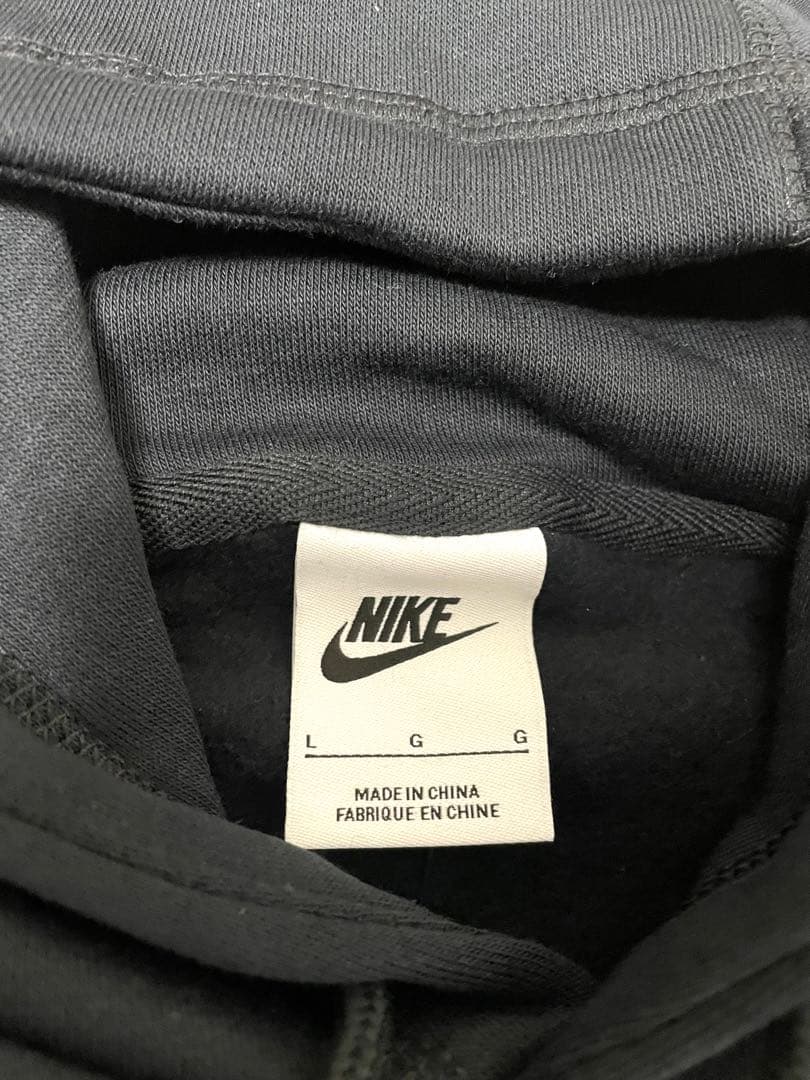 NIKE
L G G
MADE IN CHINA
FABRIQUE EN CHINE